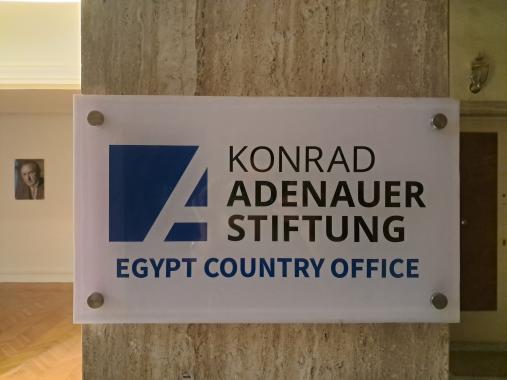 KONRAD
ADENAUER
STIFTUNG
EGYPT COUNTRY OFFICE